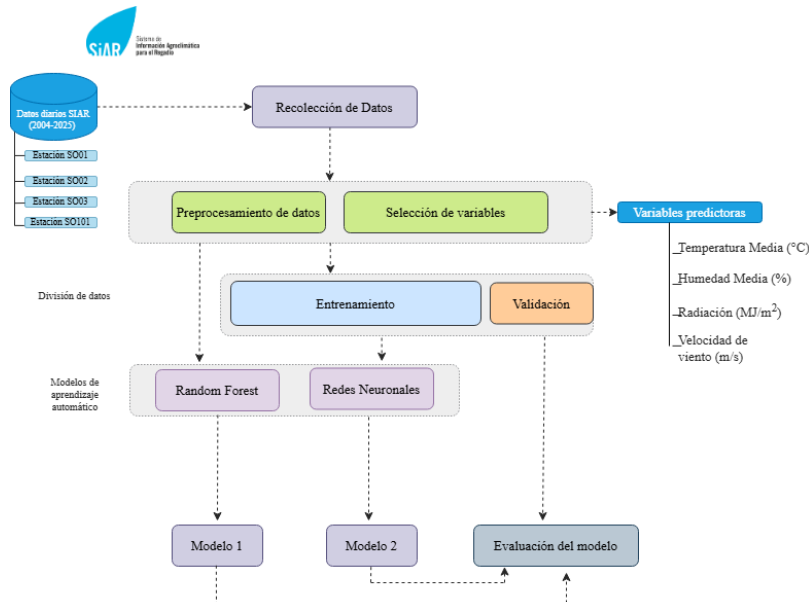 SiAR
Sistema de
Información Agroclimática
para el Regadío
Datos diarios SIAR
(2004-2025)
Estación SO01
Estación SO02
Estación SO03
Estación SO101
Recolección de Datos
Preprocesamiento de datos
Selección de variables
Variables predictoras
Temperatura Media (°C)
Humedad Media (%)
Radiación (MJ/m²)
Velocidad de
viento (m/s)
División de datos
Entrenamiento
Validación
Modelos de
aprendizaje
automático
Random Forest
Redes Neuronales
Modelo 1
Modelo 2
Evaluación del modelo